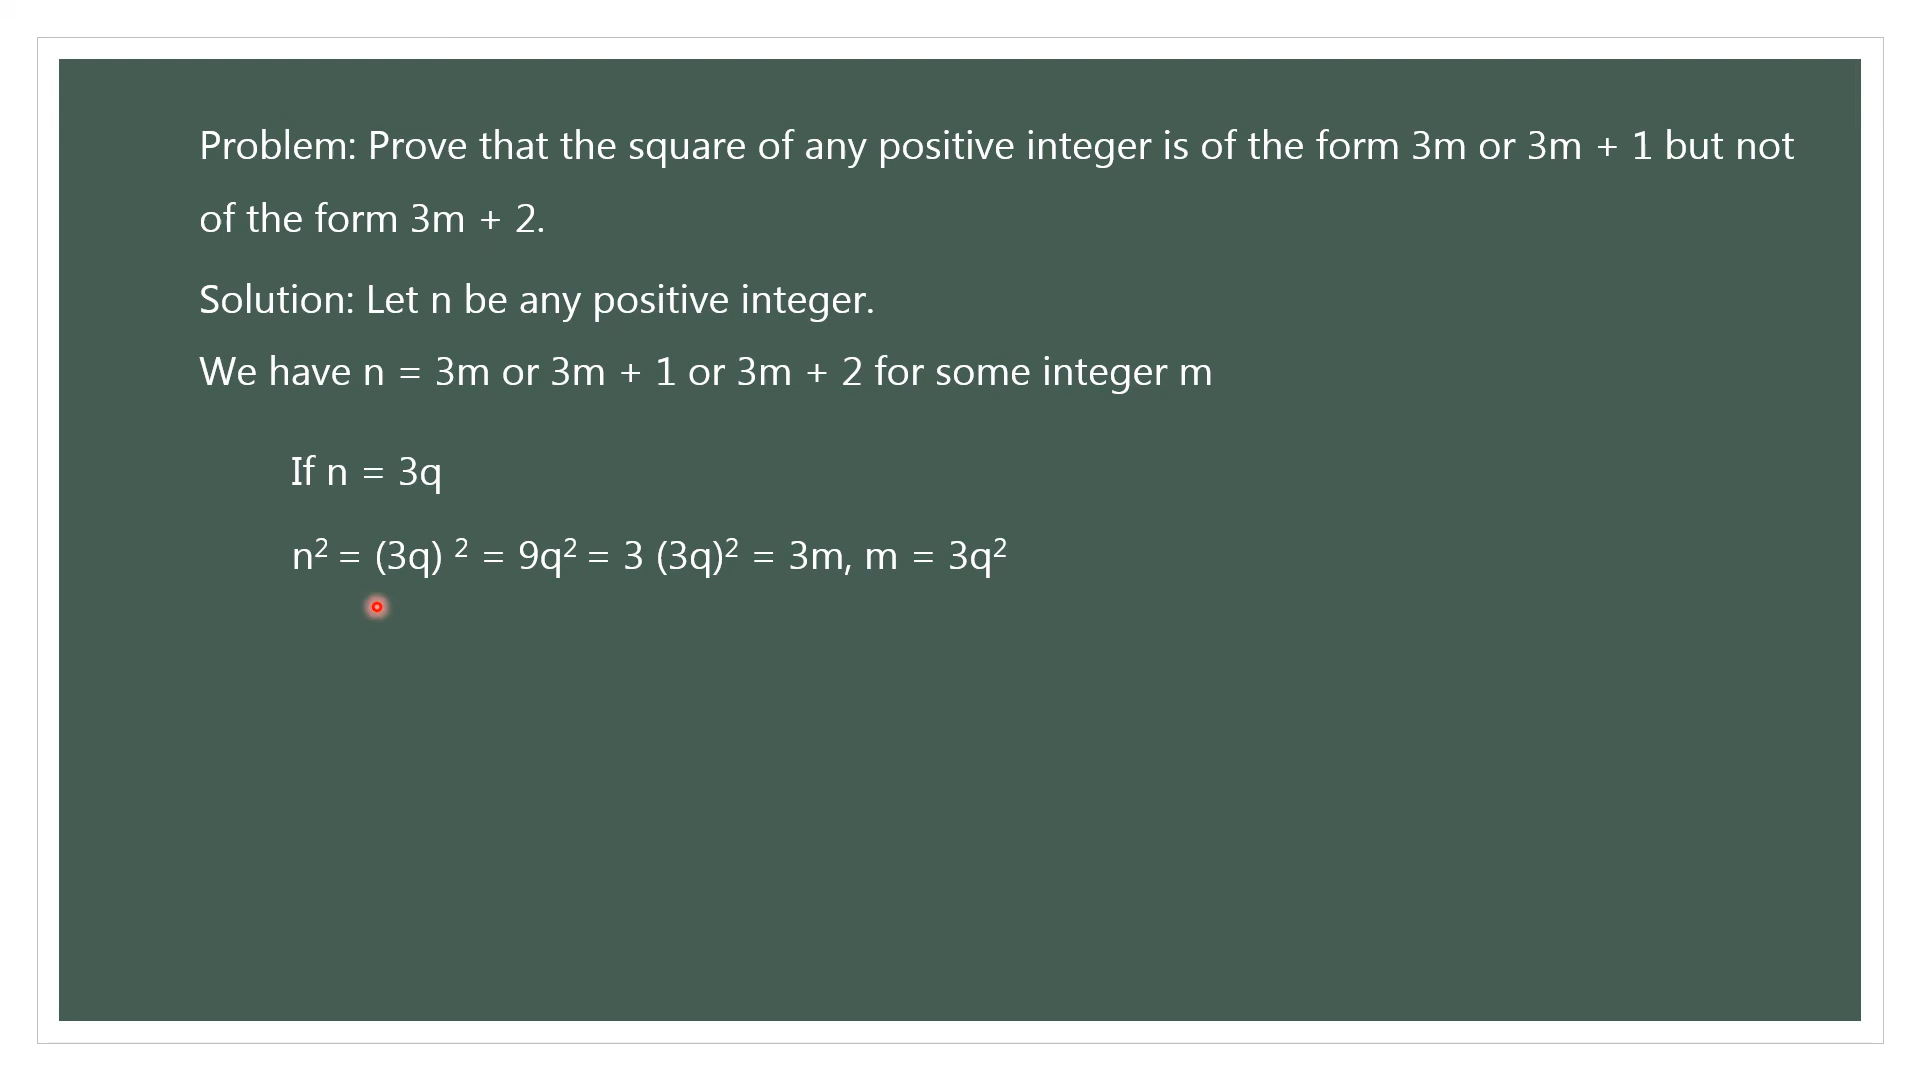 Problem: Prove that the square of any positive integer is of the form 3m or 3m + 1 but not
of the form 3m + 2.
Solution: Let n be any positive integer.
We have n = 3m or 3m + 1 or 3m + 2 for some integer m
If n = 3q
n² = (3q) ² = 9q² = 3 (3q)² = 3m, m = 3q²